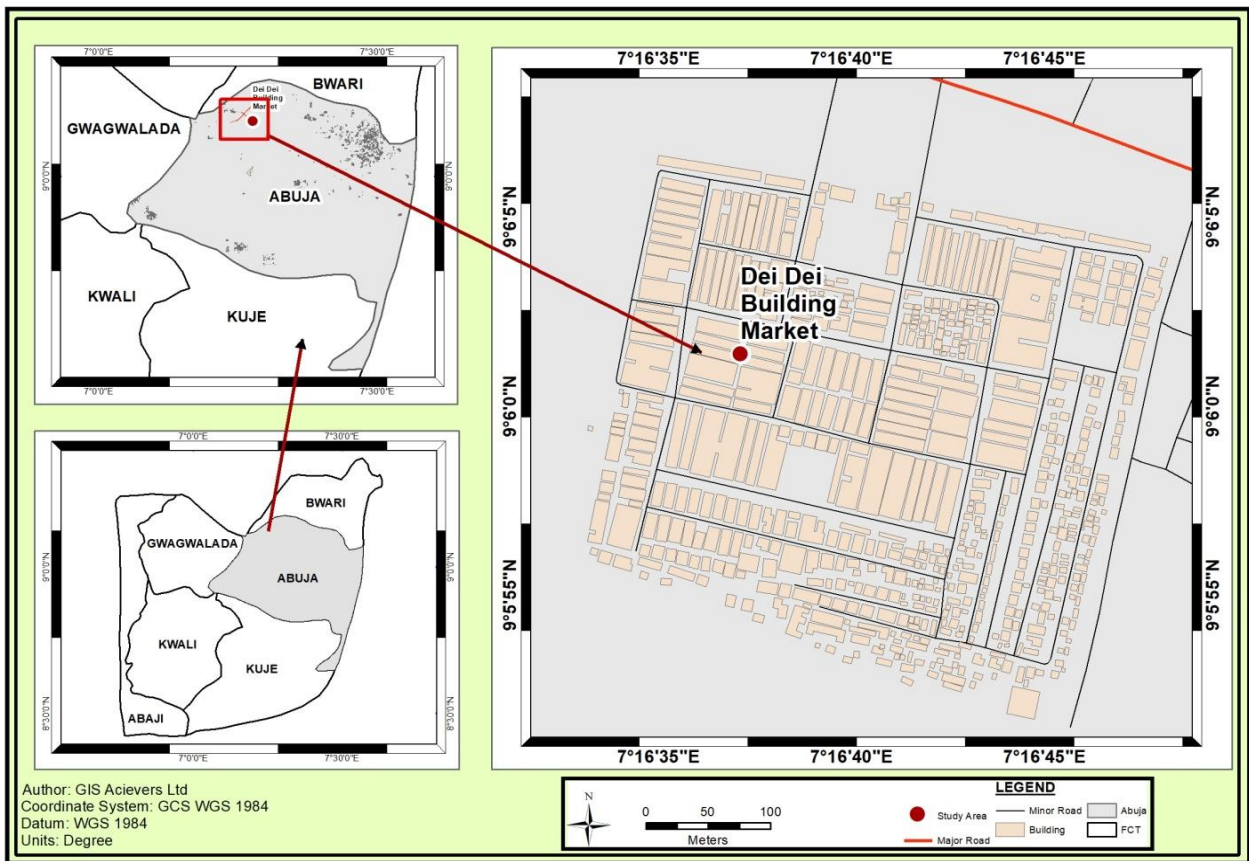 7°0'0"E
7°30'0"E
9°0'0"N
9°0'0"N
Dei Dei
Building
Market
BWARI
GWAGWALADA
ABUJA
KWALI
KUJE
7°0'0"E
7°30'0"E
7°0'0"E
7°30'0"E
9°0'0"N
9°0'0"N
BWARI
GWAGWALADA
ABUJA
KWALI
KUJE
ABAJI
8°30'0"N
8°30'0"N
7°0'0"E
7°30'0"E
7°16'35"E
7°16'40"E
7°16'45"E
9°6'5"N
9°6'5"N
Dei Dei
Building
Market
9°6'0"N
9°6'0"N
9°5'55"N
9°5'55"N
7°16'35"E
7°16'40"E
7°16'45"E
Author: GIS Acievers Ltd
Coordinate System: GCS WGS 1984
Datum: WGS 1984
Units: Degree
N
0 50 100
Meters
LEGEND
Study Area
Major Road
Minor Road
Building
Abuja
FCT